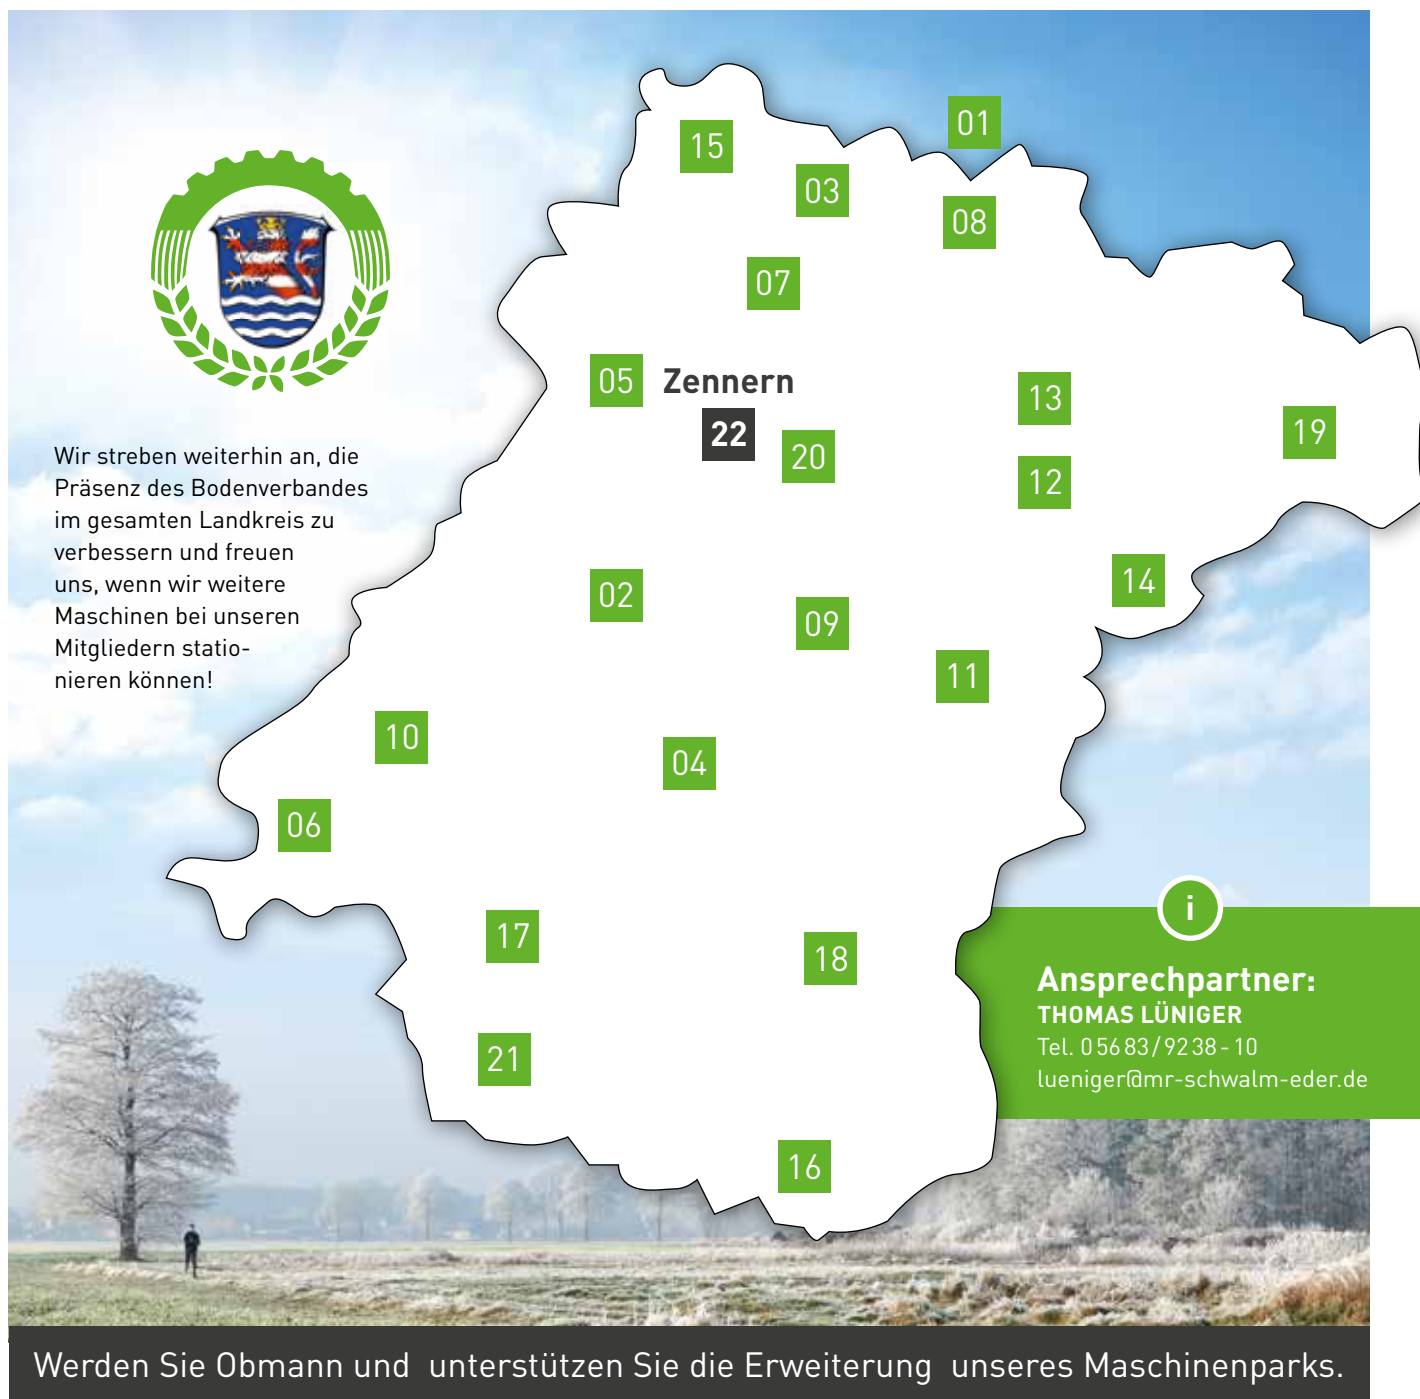 01
15
03
08
07
05
Zennern
13
22
19
20
12
Wir streben weiterhin an, die
Präsenz des Bodenverbandes
im gesamten Landkreis zu
verbessern und freuen
uns, wenn wir weitere
Maschinen bei unseren
Mitgliedern statio-
nieren können!
14
02
09
11
10
04
06
17
18
21
16
i
Ansprechpartner:
THOMAS LÜNIGER
Tel. 05683/9238-10
lueniger@mr-schwalm-eder.de
Werden Sie Obmann und unterstützen Sie die Erweiterung unseres Maschinenparks.